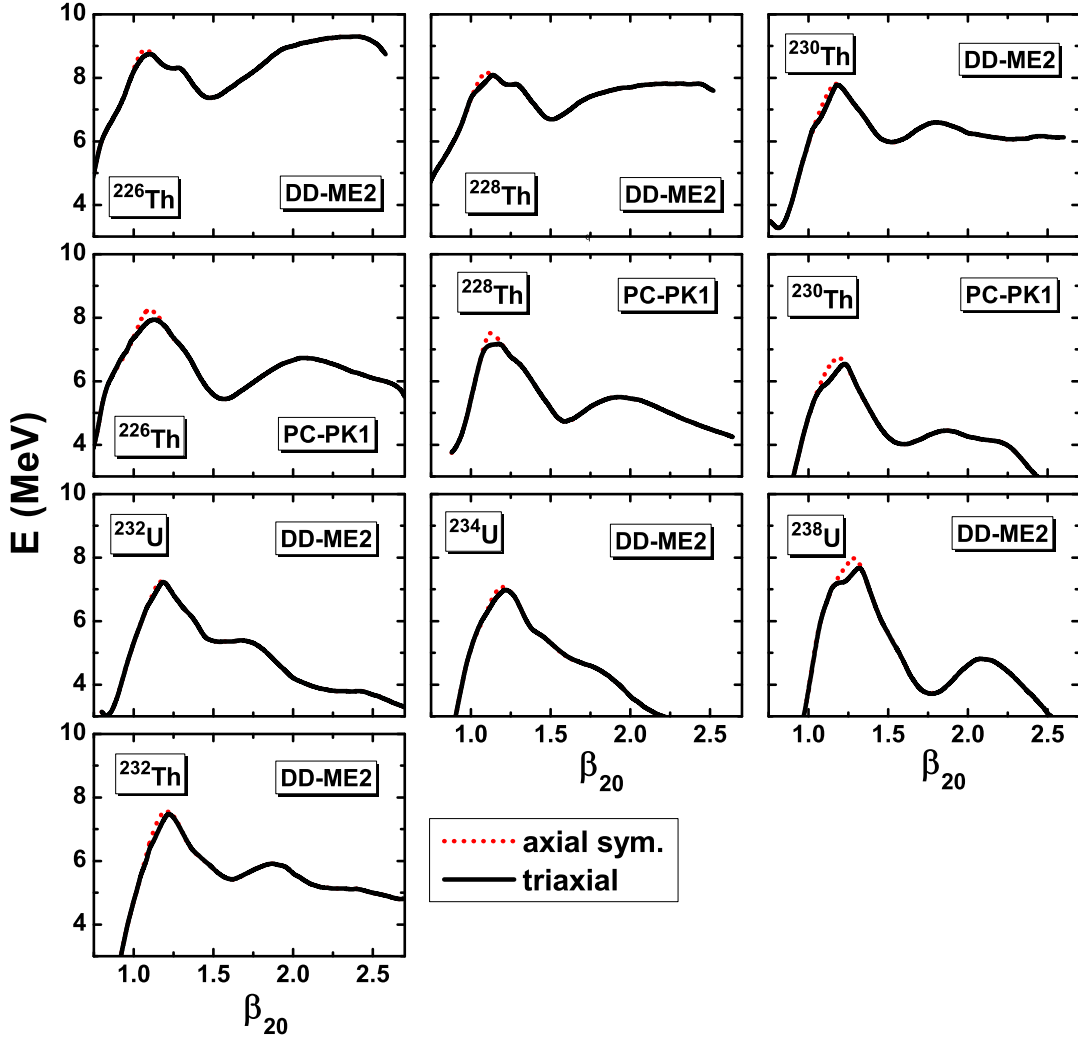 10
8
6
4
226Th
DD-ME2
228Th
DD-ME2
230Th
DD-ME2
10
8
6
4
226Th
PC-PK1
228Th
PC-PK1
230Th
PC-PK1
E (MeV)
10
8
6
4
232U
DD-ME2
234U
DD-ME2
238U
DD-ME2
1.0 1.5 2.0 2.5
β20
1.0 1.5 2.0 2.5
β20
10
8
6
4
232Th
DD-ME2
1.0 1.5 2.0 2.5
β20
axial sym.
triaxial